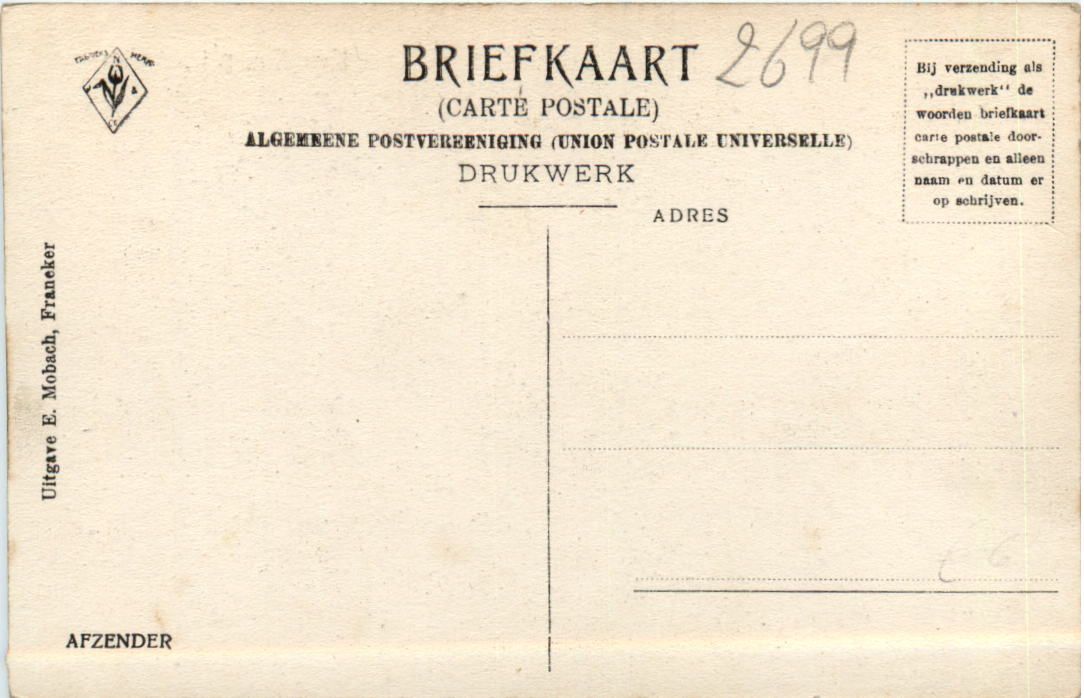 BRIEFKAART
(CARTE POSTALE)
ALGEMEENE POSTVEREENIGING (UNION POSTALE UNIVERSELLE)
DRUKWERK
2699
Bij verzending als
,,drukwerk" de
woorden briefkaart
carte postale door-
schrappen en alleen
naam en datum er
op schrijven.
ADRES
Uitgave E. Mobach, Franeker
AFZENDER